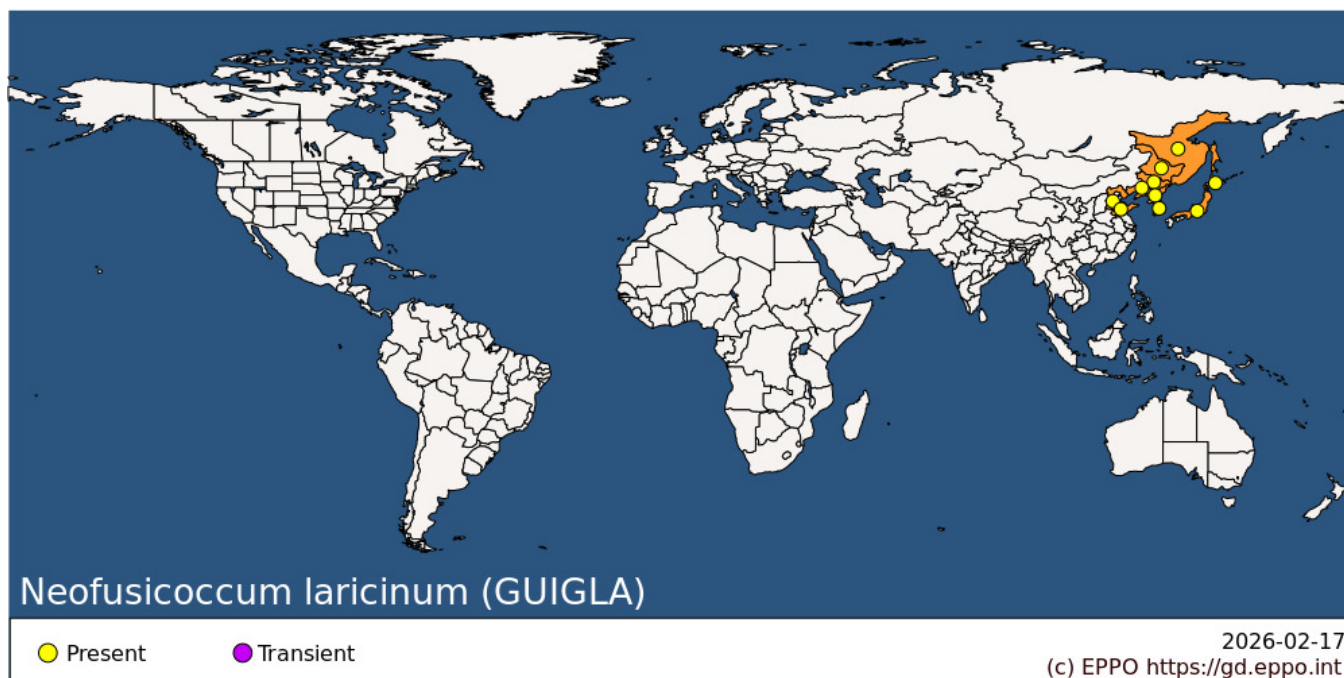 Neofusicoccum laricinum (GUIGLA)
Present
Transient
2026-02-17
(c) EPPO https://gd.eppo.int